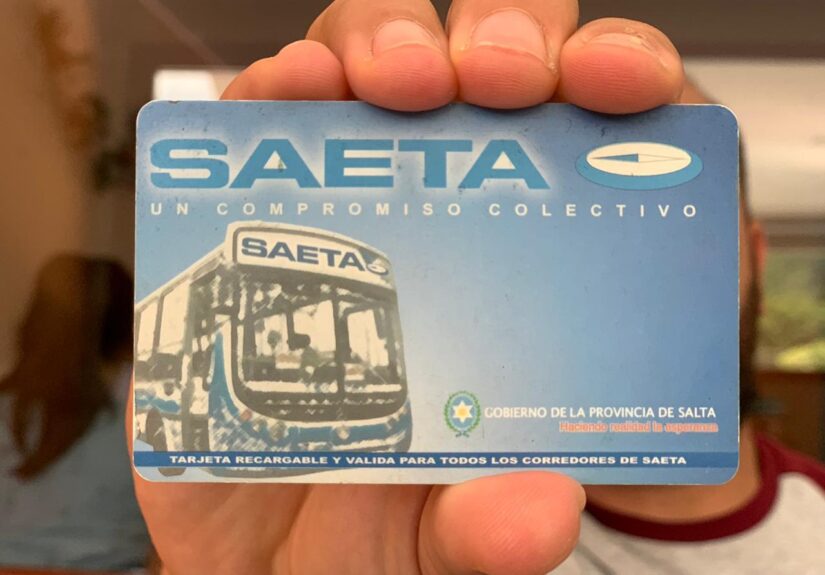 SAETA
UN COMPROMISO COLECTIVO
SAETA
GOBIERNO DE LA PROVINCIA DE SALTA
Haciendo realidad la esperanza
TARJETA RECARGABLE Y VALIDA PARA TODOS LOS CORREDORES DE SAETA